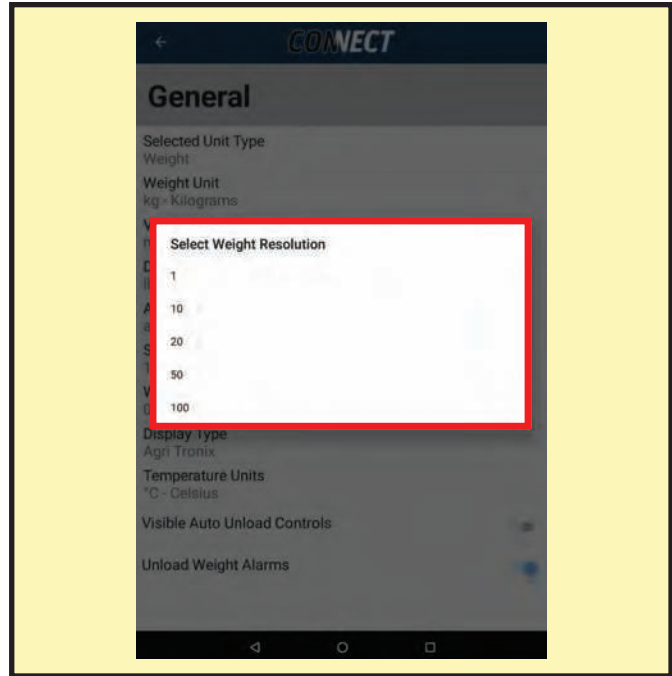 CONNECT
General
Selected Unit Type
Weight
Weight Unit
kg - Kilograms
Select Weight Resolution
1
10
20
50
100
Display Type
Agri Tronix
Temperature Units
°C - Celsius
Visible Auto Unload Controls
Unload Weight Alarms